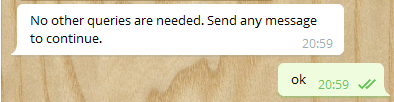 No other queries are needed. Send any message
to continue.
20:59
ok 20:59